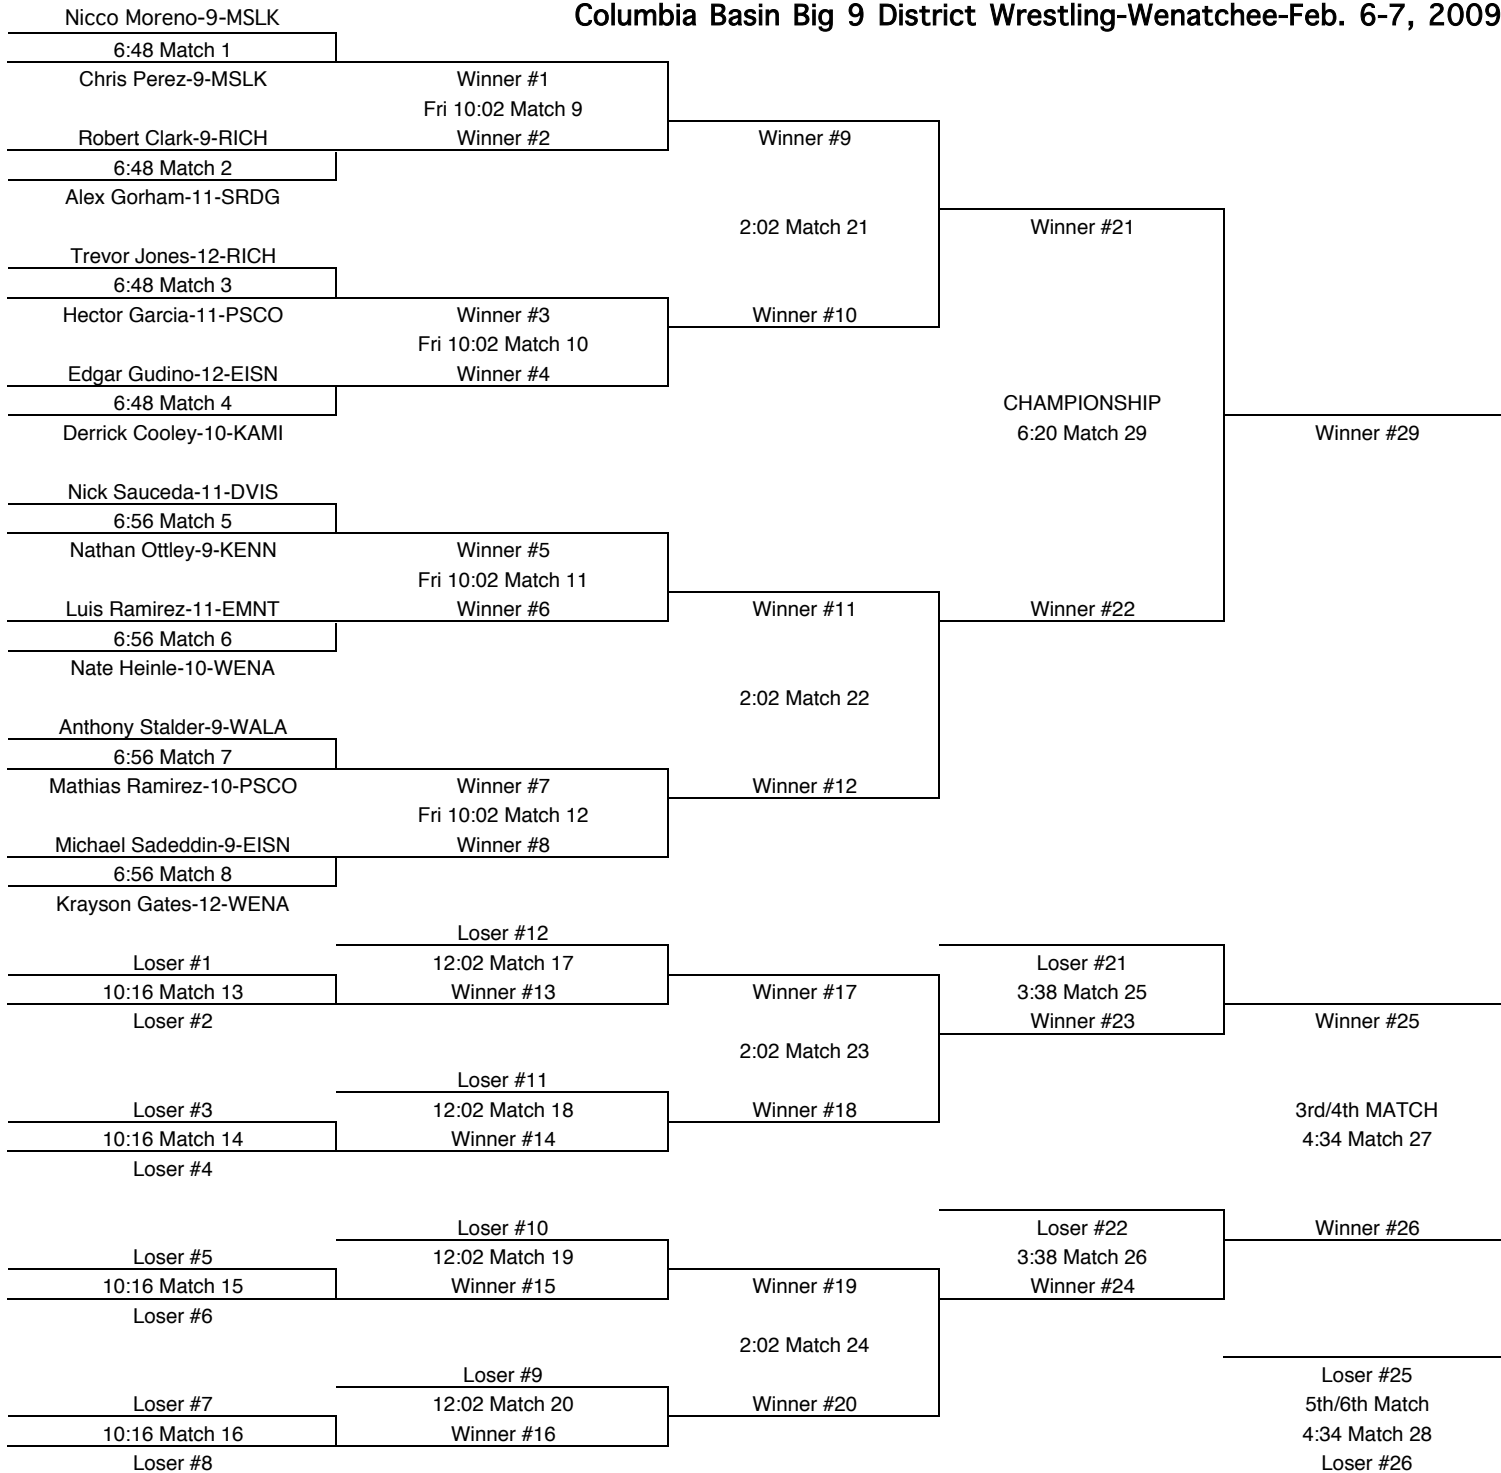 Columbia Basin Big 9 District Wrestling-Wenatchee-Feb. 6-7, 2009
Nicco Moreno-9-MSLK
6:48 Match 1
Chris Perez-9-MSLK
Robert Clark-9-RICH
6:48 Match 2
Alex Gorham-11-SRDG
Trevor Jones-12-RICH
6:48 Match 3
Hector Garcia-11-PSCO
Edgar Gudino-12-EISN
6:48 Match 4
Derrick Cooley-10-KAMI
Nick Sauceda-11-DVIS
6:56 Match 5
Nathan Ottley-9-KENN
Luis Ramirez-11-EMNT
6:56 Match 6
Nate Heinle-10-WENA
Anthony Stalder-9-WALA
6:56 Match 7
Mathias Ramirez-10-PSCO
Michael Sadeddin-9-EISN
6:56 Match 8
Krayson Gates-12-WENA
Winner #1
Fri 10:02 Match 9
Winner #2
Winner #3
Fri 10:02 Match 10
Winner #4
Winner #5
Fri 10:02 Match 11
Winner #6
Winner #7
Fri 10:02 Match 12
Winner #8
Winner #9
2:02 Match 21
Winner #10
Winner #11
2:02 Match 22
Winner #12
Winner #21
CHAMPIONSHIP
6:20 Match 29
Winner #22
Winner #29
Loser #1
10:16 Match 13
Loser #2
Loser #3
10:16 Match 14
Loser #4
Loser #5
10:16 Match 15
Loser #6
Loser #7
10:16 Match 16
Loser #8
Loser #12
12:02 Match 17
Winner #13
Loser #11
12:02 Match 18
Winner #14
Loser #10
12:02 Match 19
Winner #15
Loser #9
12:02 Match 20
Winner #16
Winner #17
2:02 Match 23
Winner #18
Winner #19
2:02 Match 24
Winner #20
Loser #21
3:38 Match 25
Winner #23
Loser #22
3:38 Match 26
Winner #24
Winner #25
3rd/4th MATCH
4:34 Match 27
Winner #26
Loser #25
5th/6th Match
4:34 Match 28
Loser #26